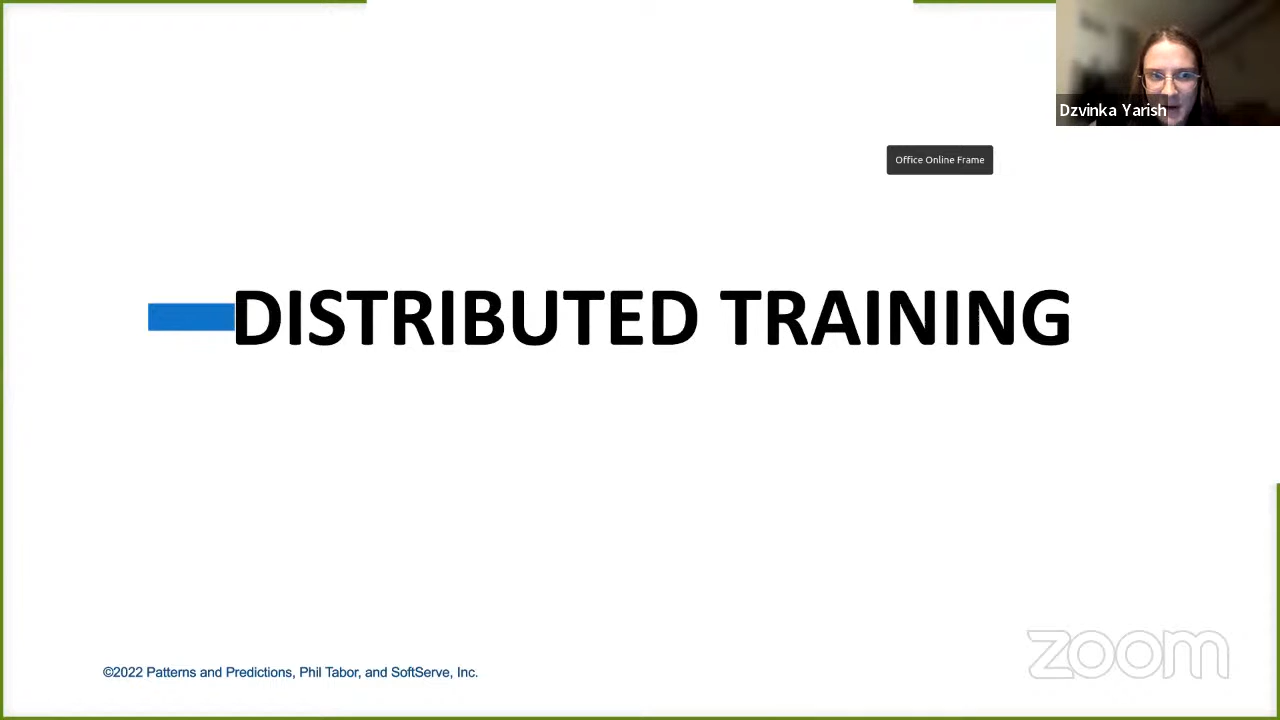 Dzvinka Yarish
Office Online Frame
DISTRIBUTED TRAINING
©2022 Patterns and Predictions, Phil Tabor, and SoftServe, Inc.
zoom